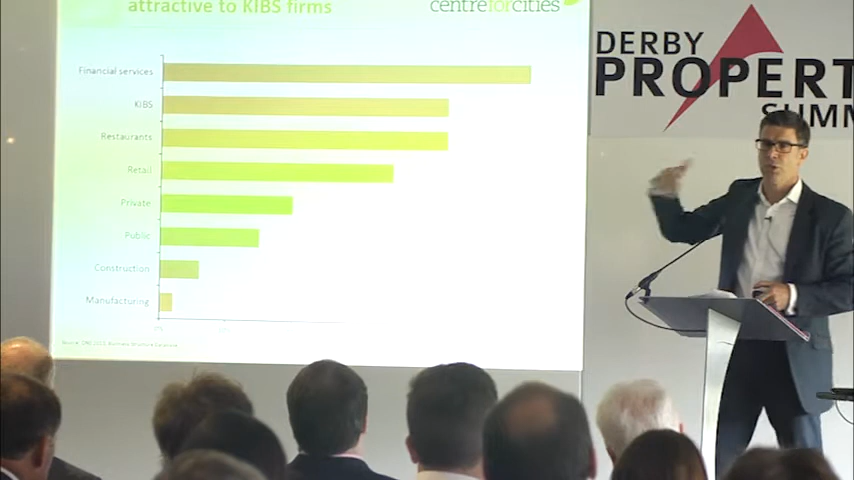 attractive to KIBS firms
centreforcities
DERBY
PROPERT
SUMM
Financial services
KIBS
Restaurants
Retail
Private
Public
Construction
Manufacturing